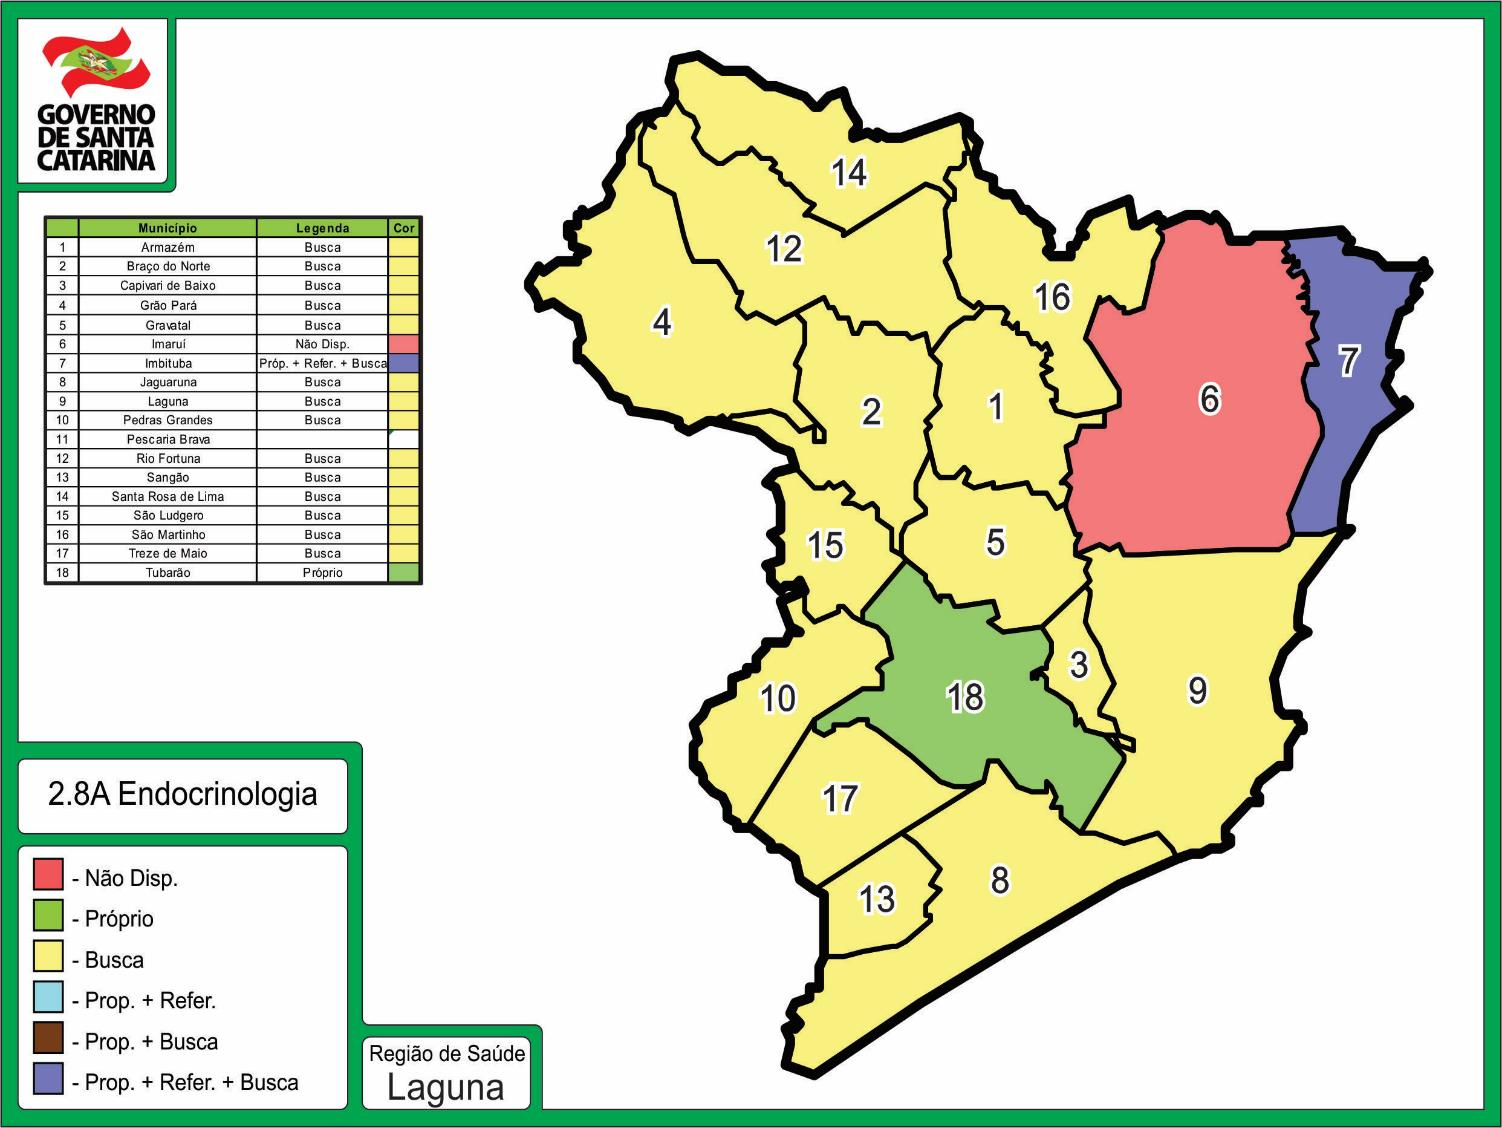 GOVERNO
DE SANTA
CATARINA
Município Legenda Cor
1 Armazém Busca
2 Braço do Norte Busca
3 Capivari de Baixo Busca
4 Grão Pará Busca
5 Gravatal Busca
6 Imaruí Não Disp.
7 Imbituba Próp. + Refer. + Busca
8 Jaguaruna Busca
9 Laguna Busca
10 Pedras Grandes Busca
11 Pescaria Brava
12 Rio Fortuna Busca
13 Sangão Busca
14 Santa Rosa de Lima Busca
15 São Ludgero Busca
16 São Martinho Busca
17 Treze de Maio Busca
18 Tubarão Próprio
14
12
16
4
7
6
2
1
5
15
3
9
10
18
17
8
13
2.8A Endocrinologia
- Não Disp.
- Próprio
- Busca
- Prop. + Refer.
- Prop. + Busca
- Prop. + Refer. + Busca
Região de Saúde
Laguna